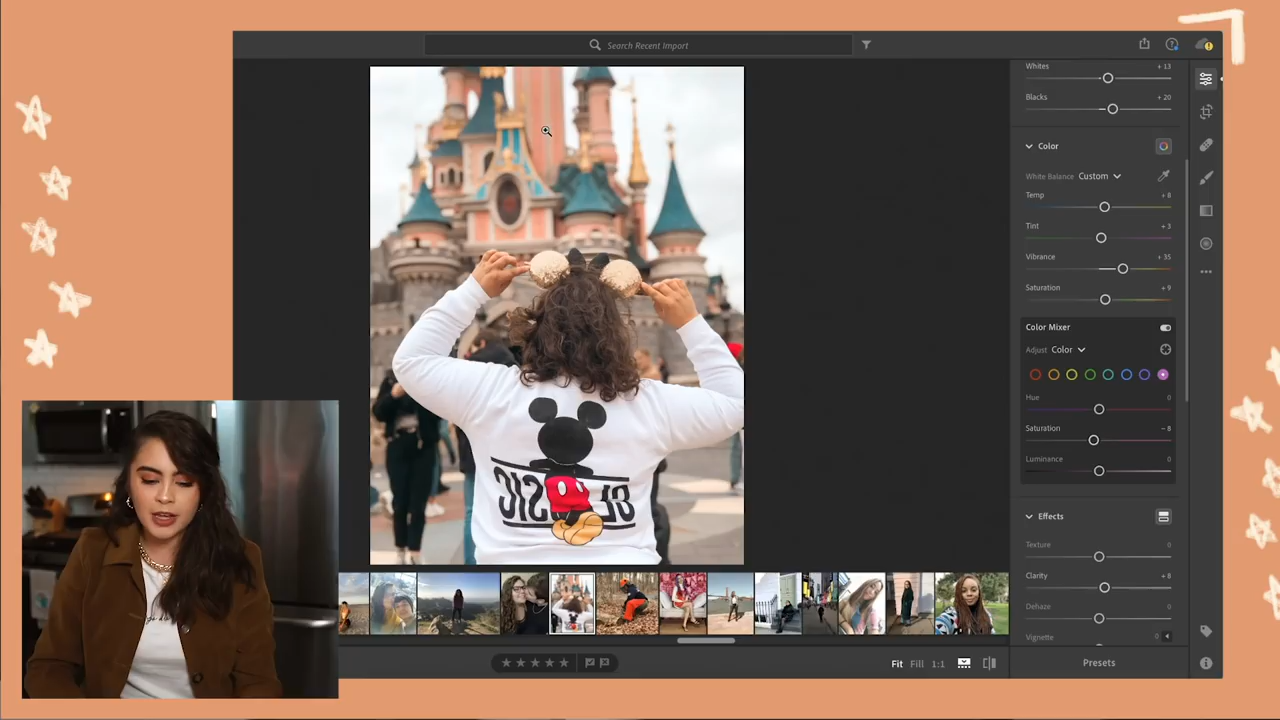 Search Recent Import
Whites + 13
Blacks + 20
Color
White Balance Custom
Temp + 8
Tint + 3
Vibrance + 35
Saturation + 9
Color Mixer
Adjust Color
Hue 0
Saturation − 8
Luminance 0
Effects
Texture 0
Clarity + 8
Dehaze 0
Vignette 0
Fit Fill 1:1
Presets